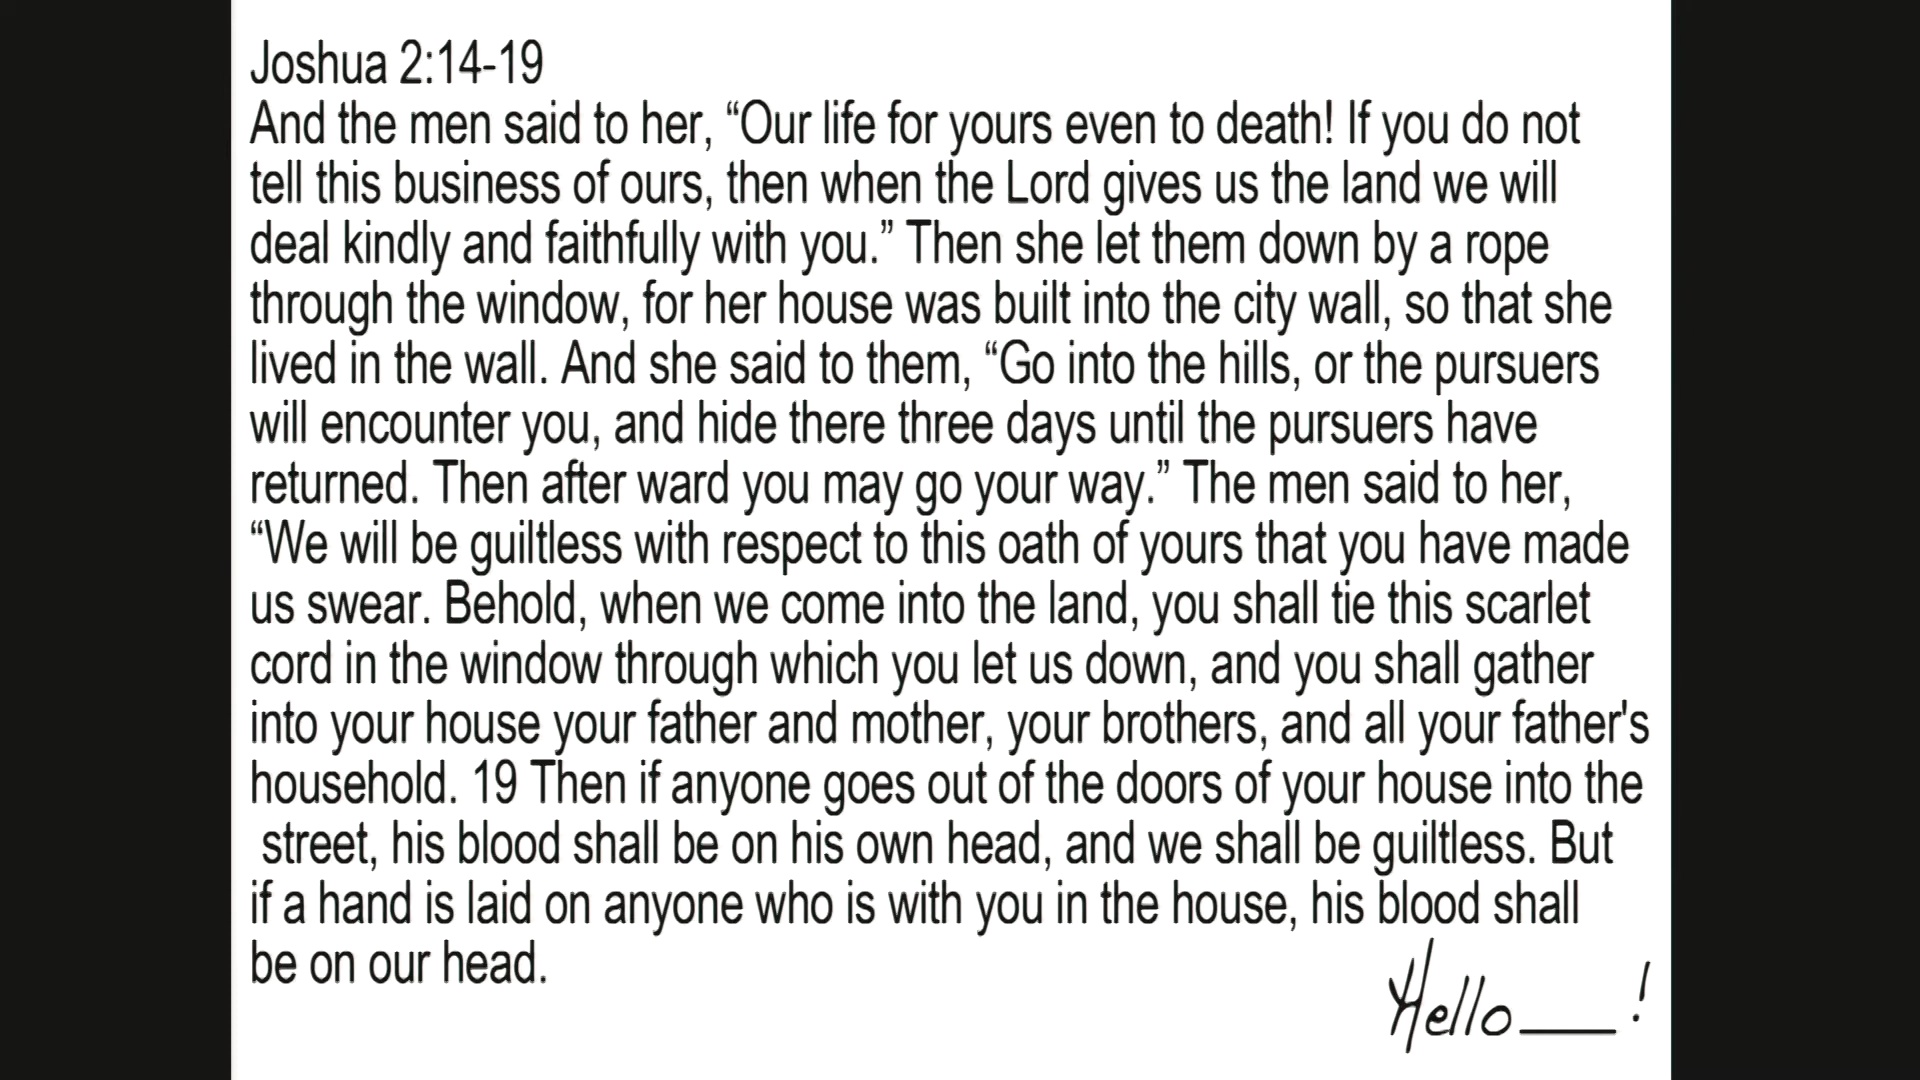 Joshua 2:14-19
And the men said to her, “Our life for yours even to death! If you do not
tell this business of ours, then when the Lord gives us the land we will
deal kindly and faithfully with you.” Then she let them down by a rope
through the window, for her house was built into the city wall, so that she
lived in the wall. And she said to them, “Go into the hills, or the pursuers
will encounter you, and hide there three days until the pursuers have
returned. Then after ward you may go your way.” The men said to her,
“We will be guiltless with respect to this oath of yours that you have made
us swear. Behold, when we come into the land, you shall tie this scarlet
cord in the window through which you let us down, and you shall gather
into your house your father and mother, your brothers, and all your father's
household. 19 Then if anyone goes out of the doors of your house into the
street, his blood shall be on his own head, and we shall be guiltless. But
if a hand is laid on anyone who is with you in the house, his blood shall
be on our head.
Hello___!